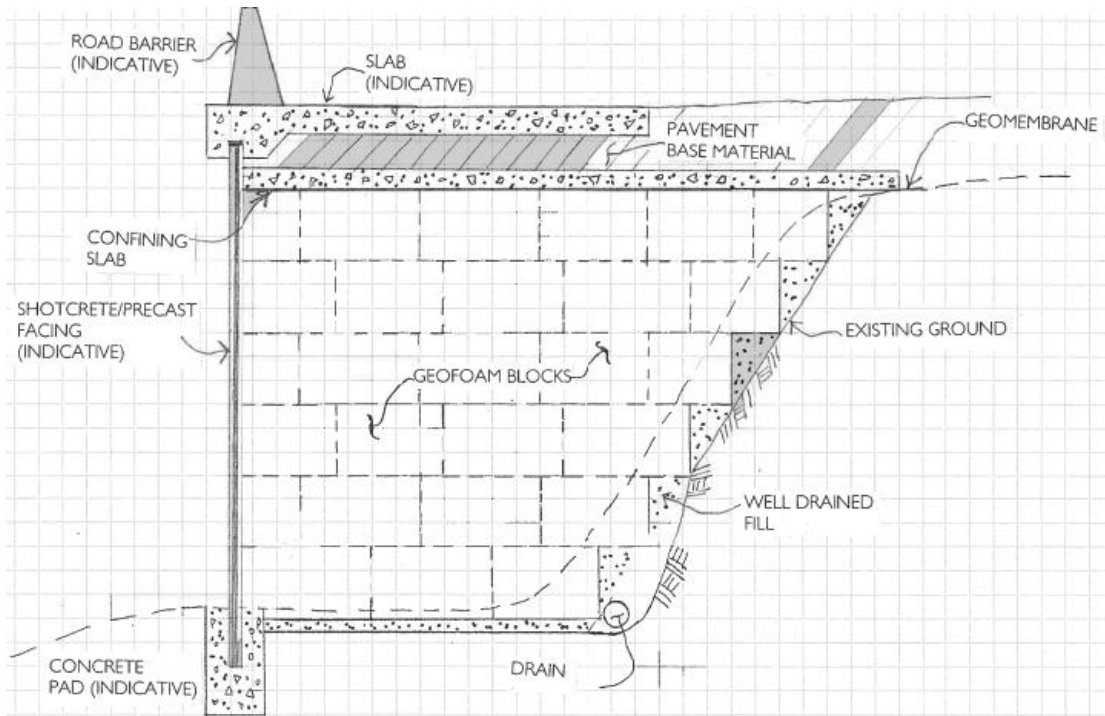 ROAD BARRIER
(INDICATIVE)
SLAB
(INDICATIVE)
PAVEMENT
BASE MATERIAL
GEOMEMBRANE
CONFINING
SLAB
SHOTCRETE/PRECAST
FACING
(INDICATIVE)
EXISTING GROUND
GEOFOAM BLOCKS
WELL DRAINED
FILL
DRAIN
CONCRETE
PAD (INDICATIVE)